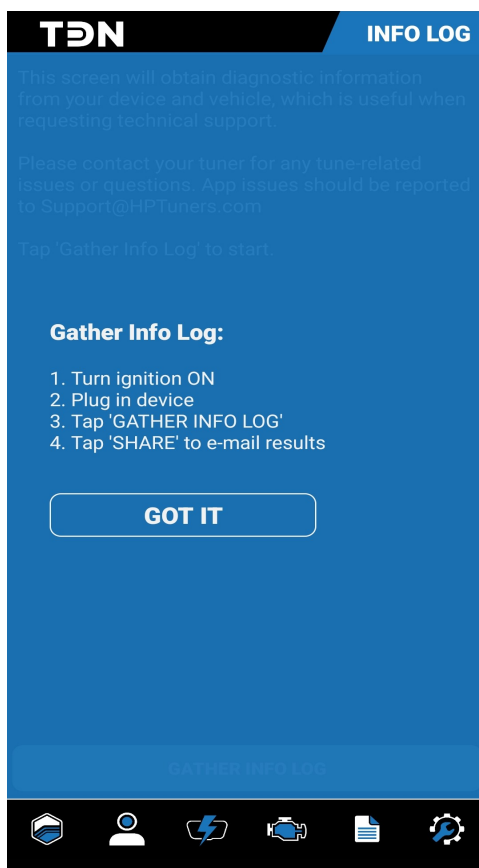 TDN
INFO LOG
This screen will obtain diagnostic information
from your device and vehicle, which is useful when
requesting technical support.
Please contact your tuner for any tune-related
issues or questions. App issues should be reported
to Support@HPTuners.com
Tap 'Gather Info Log' to start.
Gather Info Log:
1. Turn ignition ON
2. Plug in device
3. Tap 'GATHER INFO LOG'
4. Tap 'SHARE' to e-mail results
GOT IT
GATHER INFO LOG